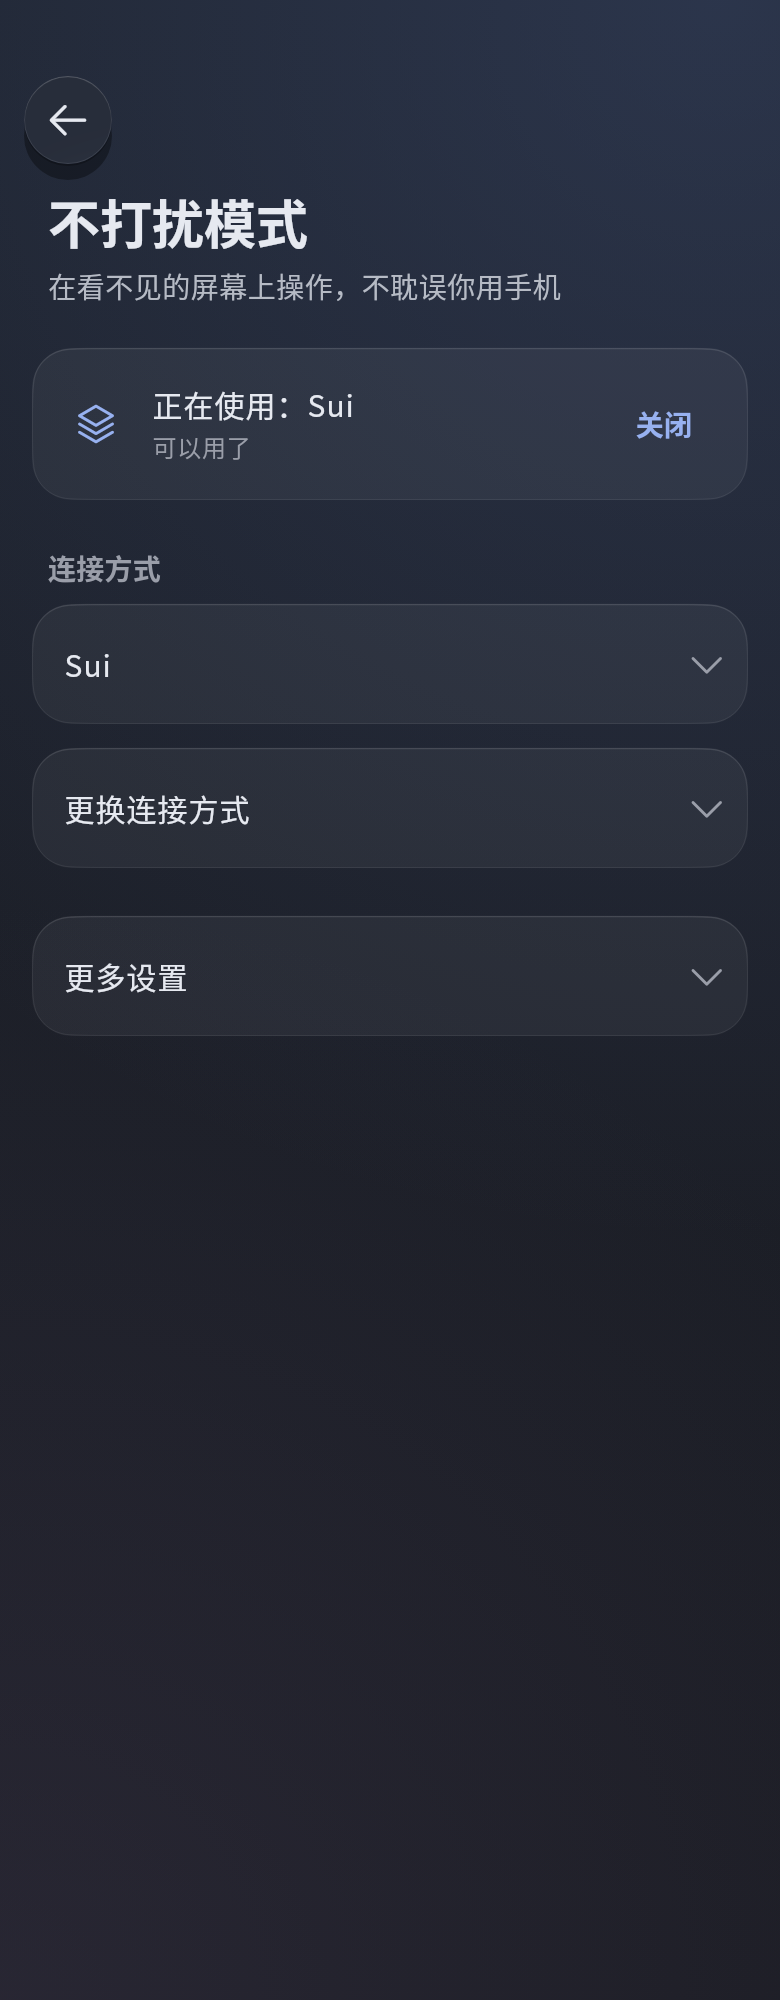 不打扰模式
在看不见的屏幕上操作，不耽误你用手机
正在使用：Sui
可以用了
关闭
连接方式
Sui
更换连接方式
更多设置